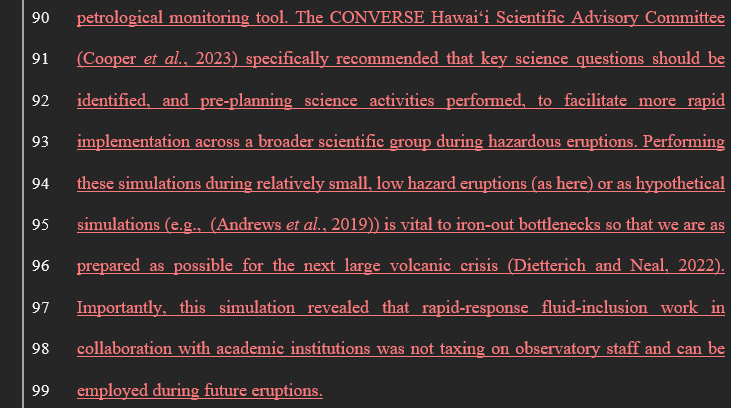 90 petrological monitoring tool. The CONVERSE Hawai‘i Scientific Advisory Committee
91 (Cooper et al., 2023) specifically recommended that key science questions should be
92 identified, and pre-planning science activities performed, to facilitate more rapid
93 implementation across a broader scientific group during hazardous eruptions. Performing
94 these simulations during relatively small, low hazard eruptions (as here) or as hypothetical
95 simulations (e.g., (Andrews et al., 2019)) is vital to iron-out bottlenecks so that we are as
96 prepared as possible for the next large volcanic crisis (Dietterich and Neal, 2022).
97 Importantly, this simulation revealed that rapid-response fluid-inclusion work in
98 collaboration with academic institutions was not taxing on observatory staff and can be
99 employed during future eruptions.